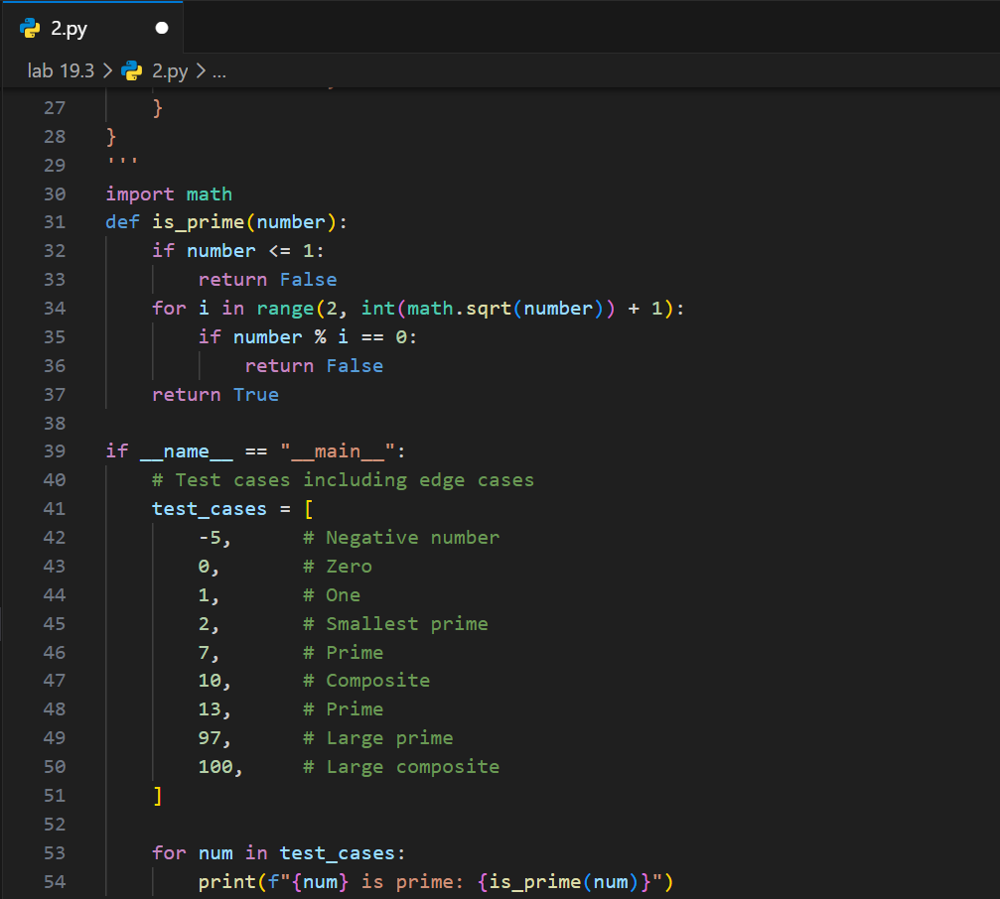 2.py
lab 19.3 > 2.py > ...
27 }
28 }
29 '''
30 import math
31 def is_prime(number):
32 if number <= 1:
33 return False
34 for i in range(2, int(math.sqrt(number)) + 1):
35 if number % i == 0:
36 return False
37 return True
38
39 if __name__ == "__main__":
40 # Test cases including edge cases
41 test_cases = [
42 -5, # Negative number
43 0, # Zero
44 1, # One
45 2, # Smallest prime
46 7, # Prime
47 10, # Composite
48 13, # Prime
49 97, # Large prime
50 100, # Large composite
51 ]
52
53 for num in test_cases:
54 print(f"{num} is prime: {is_prime(num)}")